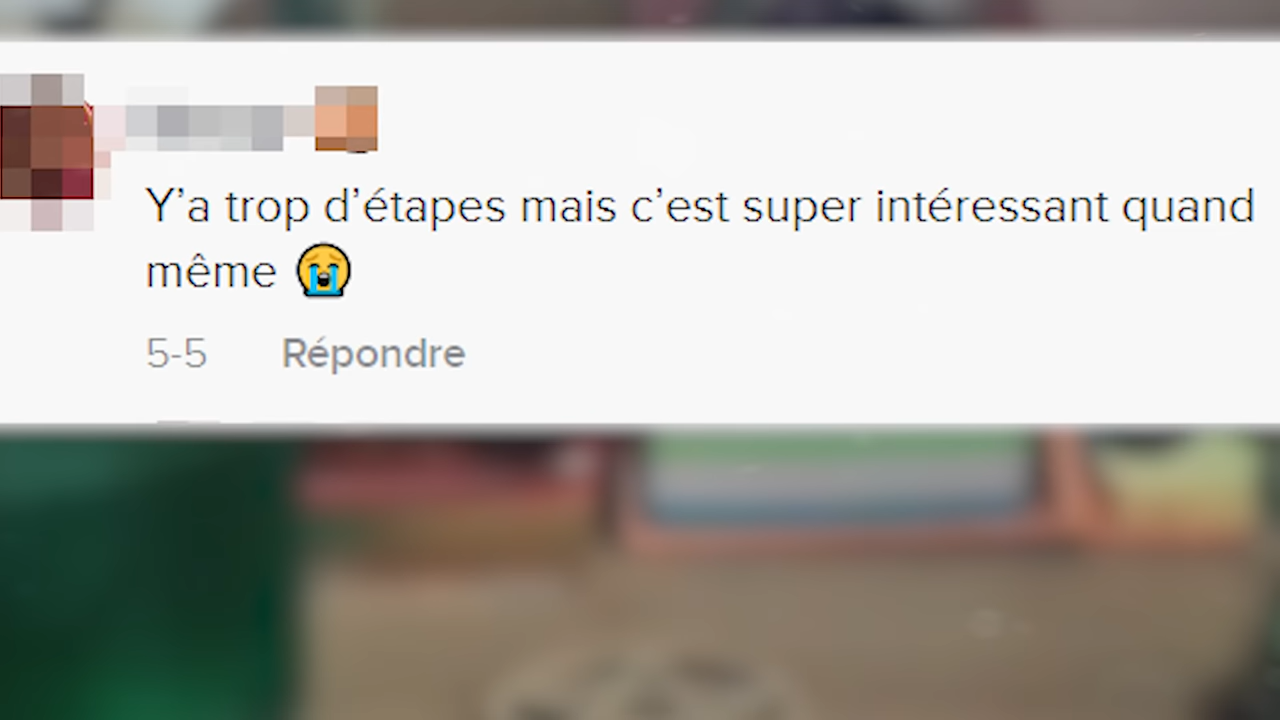 Y’a trop d’étapes mais c’est super intéressant quand
même 😭
5-5 Répondre